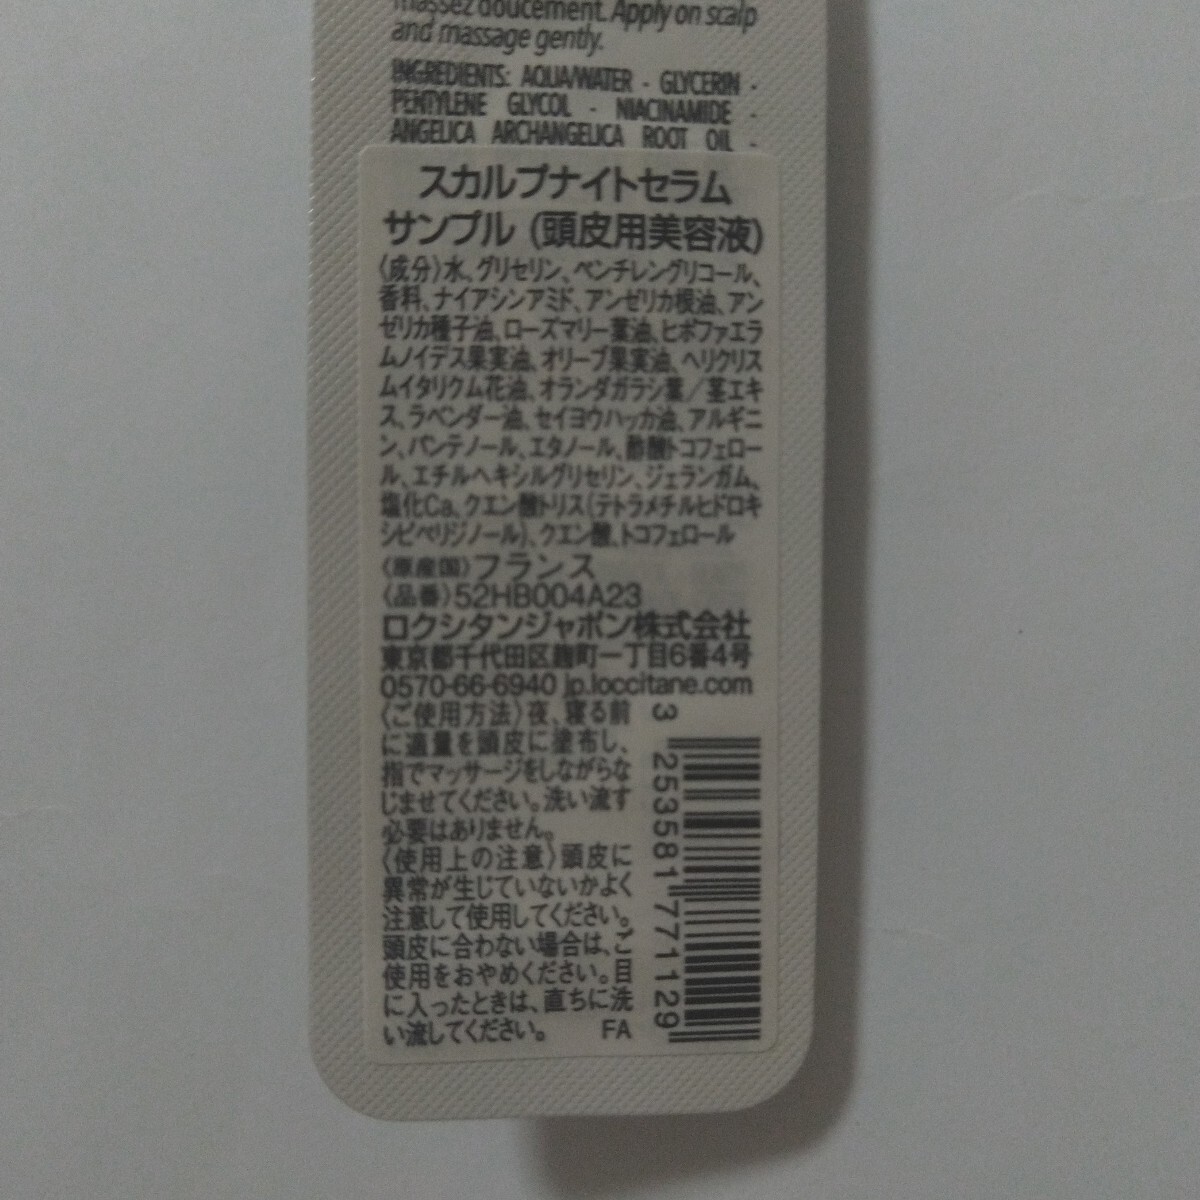 massez doucement. Apply on scalp
and massage gently.
INGREDIENTS: AQUA/WATER - GLYCERIN -
PENTYLENE GLYCOL - NIACINAMIDE -
ANGELICA ARCHANGELICA ROOT OIL -
スカルプナイトセラム
サンプル (頭皮用美容液)
〈成分〉水、グリセリン、ペンチレングリコール、
香料、ナイアシンアミド、アンゼリカ根油、アン
ゼリカ種子油、ローズマリー葉油、ヒポファエラ
ムノイデス果実油、オリーブ果実油、ヘリクリス
ムイタリクム花油、オランダガラシ葉／茎エキ
ス、ラベンダー油、セイヨウハッカ油、アルギニ
ン、パンテノール、エタノール、酢酸トコフェロー
ル、エチルヘキシルグリセリン、ジェランガム、
塩化Ca、クエン酸トリス(テトラメチルヒドロキ
シピペリジノール)、クエン酸、トコフェロール
〈原産国〉フランス
〈品番〉52HB004A23
ロクシタンジャポン株式会社
東京都千代田区麹町一丁目6番4号
0570-66-6940 jp.loccitane.com
〈ご使用方法〉夜、寝る前
に適量を頭皮に塗布し、
指でマッサージをしながらな
じませてください。洗い流す
必要はありません。
〈使用上の注意〉頭皮に
異常が生じていないかよく
注意して使用してください。
頭皮に合わない場合は、ご
使用をおやめください。目
に入ったときは、直ちに洗
い流してください。 FA
3 253581 771129